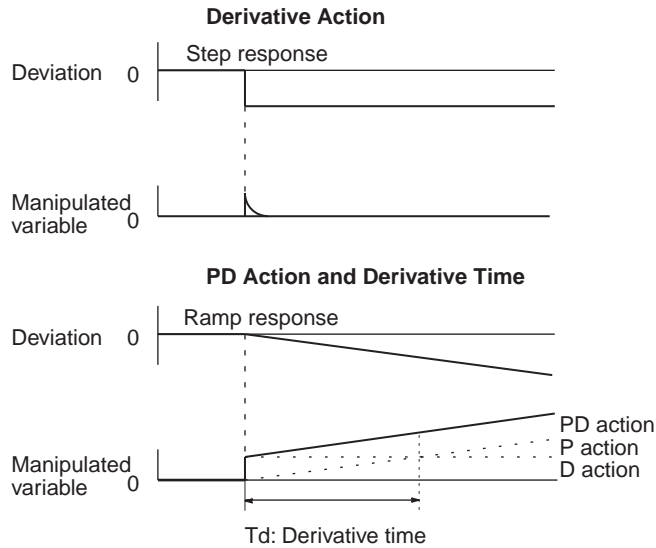 Derivative Action
Step response
Deviation 0
Manipulated
variable 0
PD Action and Derivative Time
Ramp response
Deviation 0
PD action
P action
Manipulated
variable 0
D action
Td: Derivative time